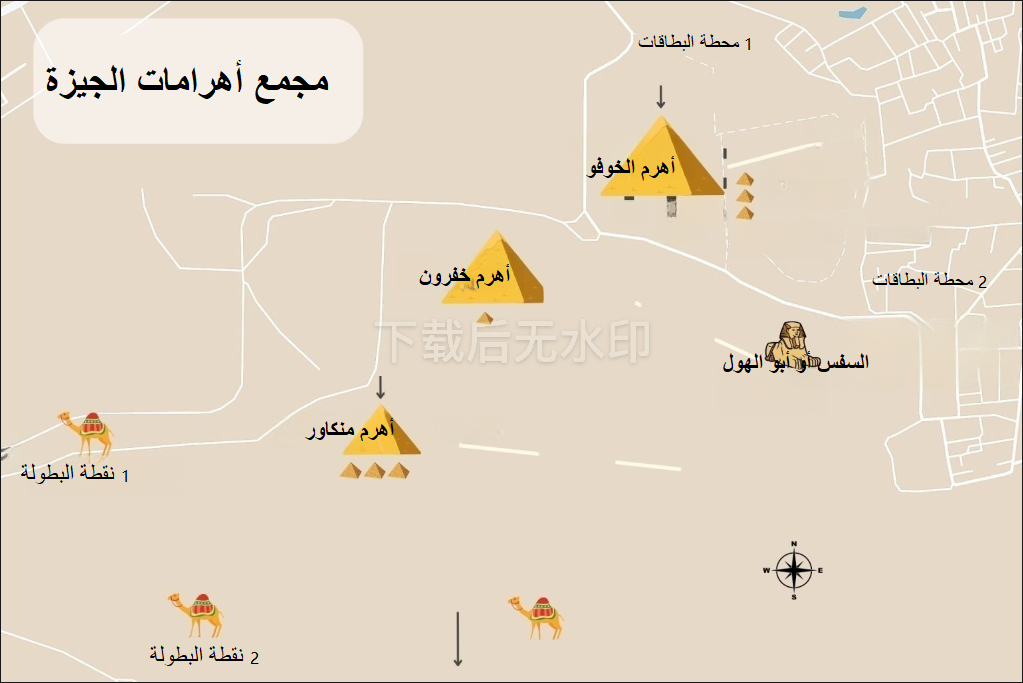 محطة البطاقات 1
مجمع أهرامات الجيزة
أهرم الخوفو
أهرم خفرون
محطة البطاقات 2
下载后无水印
السفس أو أبو الهول
أهرم منكاور
نقطة البطولة 1
N
W E
S
نقطة البطولة 2